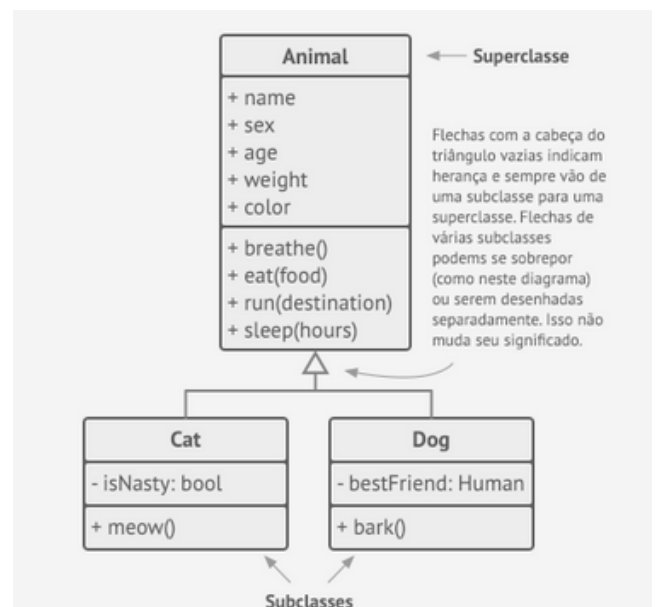 Animal
Superclasse
+ name
+ sex
+ age
+ weight
+ color
+ breathe()
+ eat(food)
+ run(destination)
+ sleep(hours)
Flechas com a cabeça do
triângulo vazias indicam
herança e sempre vão de
uma subclasse para uma
superclasse. Flechas de
várias subclasses
podems se sobrepor
(como neste diagrama)
ou serem desenhadas
separadamente. Isso não
muda seu significado.
Cat
- isNasty: bool
+ meow()
Dog
- bestFriend: Human
+ bark()
Subclasses